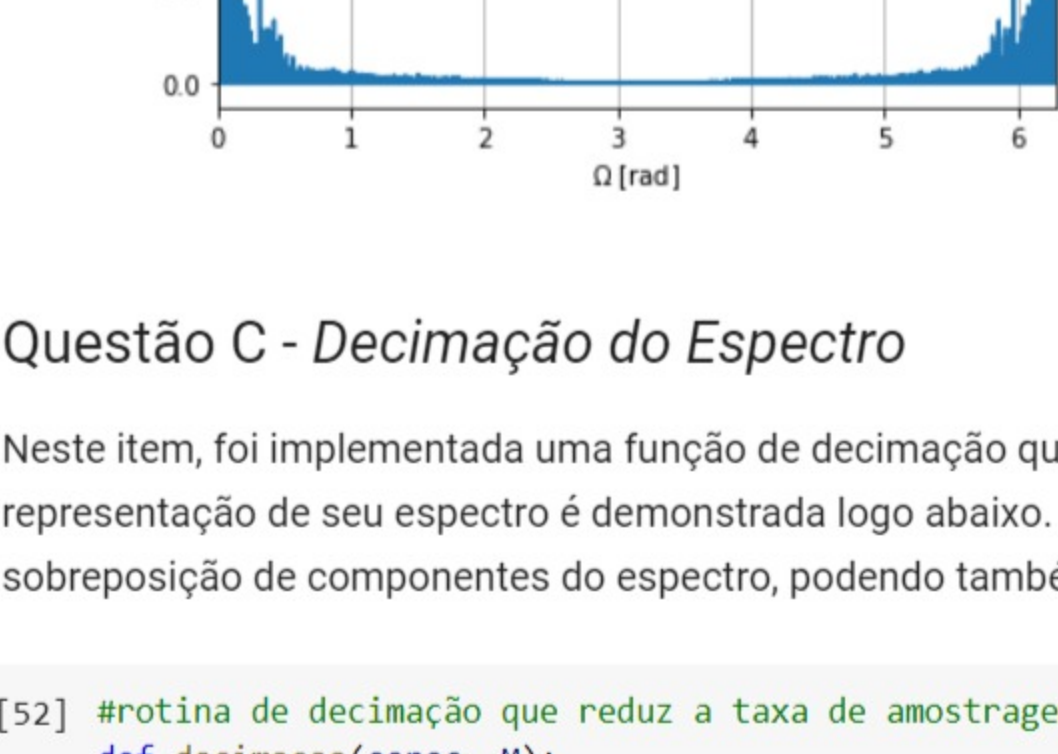 0.0
0 1 2 3 4 5 6
Ω [rad]
Questão C - Decimação do Espectro
Neste item, foi implementada uma função de decimação qu
representação de seu espectro é demonstrada logo abaixo.
sobreposição de componentes do espectro, podendo també
[52] #rotina de decimação que reduz a taxa de amostrage
def